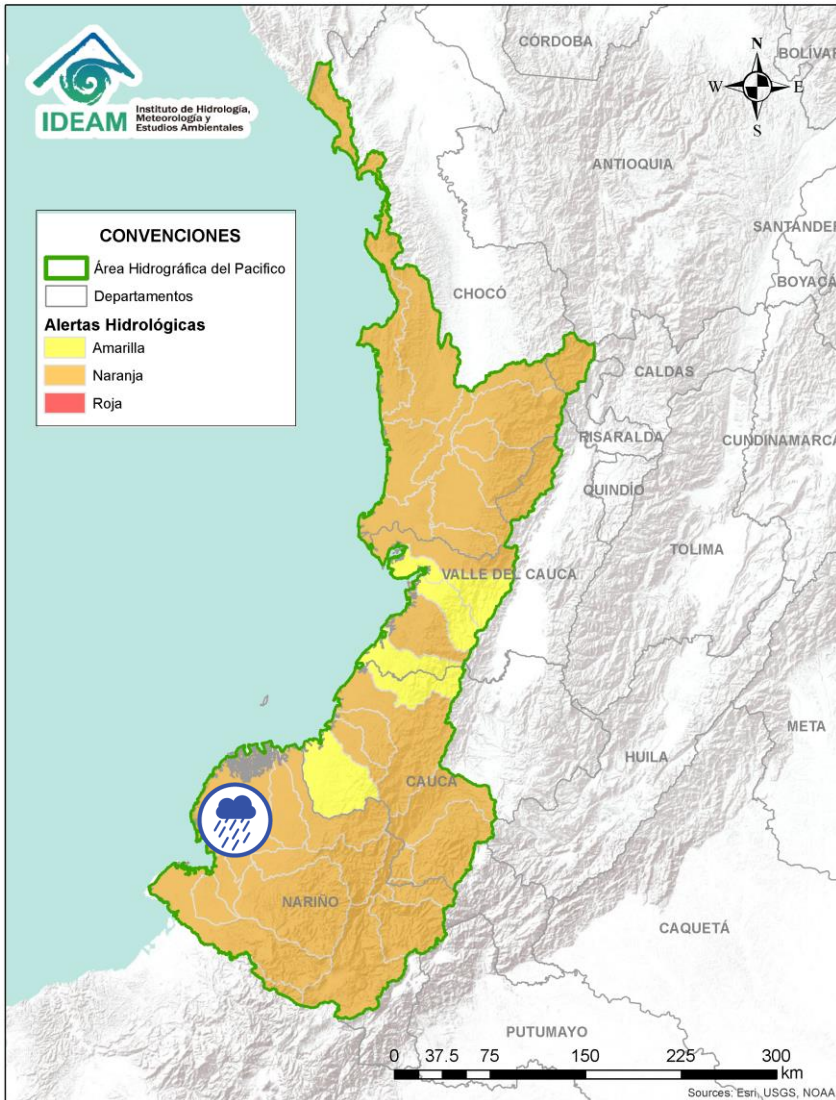 IDEAM
Instituto de Hidrología,
Meteorología y
Estudios Ambientales
CÓRDOBA
BOLÍVAR
N
W
E
S
ANTIOQUIA
SANTANDER
BOYACÁ
CONVENCIONES
Área Hidrográfica del Pacifico
Departamentos
Alertas Hidrológicas
Amarilla
Naranja
Roja
CHOCÓ
CALDAS
RISARALDA
CUNDINAMARCA
QUINDÍO
TOLIMA
VALLE DEL CAUCA
META
HUILA
CAUCA
NARIÑO
CAQUETÁ
PUTUMAYO
0 37.5 75 150 225 300
km
Sources: Esri, USGS, NOAA